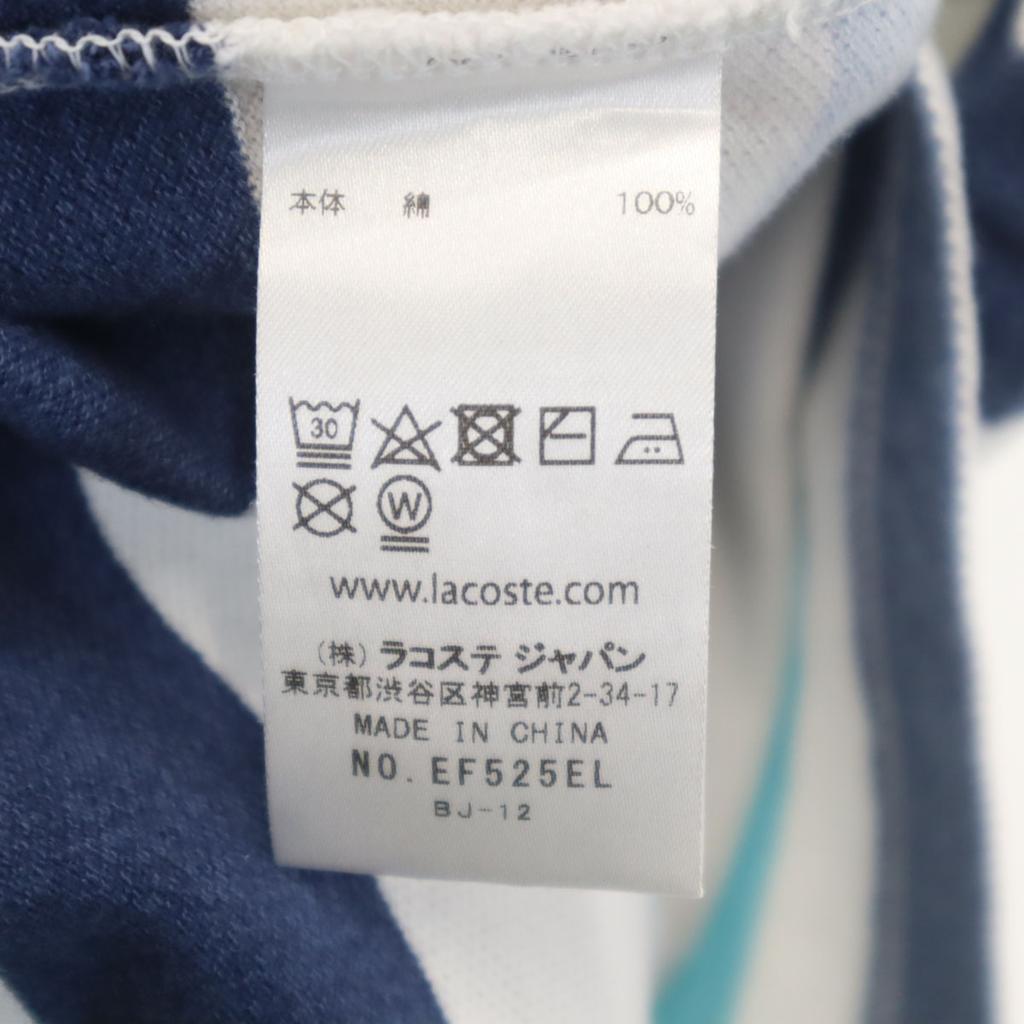 本体 綿 100%
30
W
www.lacoste.com
(株) ラコステ ジャパン
東京都渋谷区神宮前2-34-17
MADE IN CHINA
NO. EF525EL
BJ-12